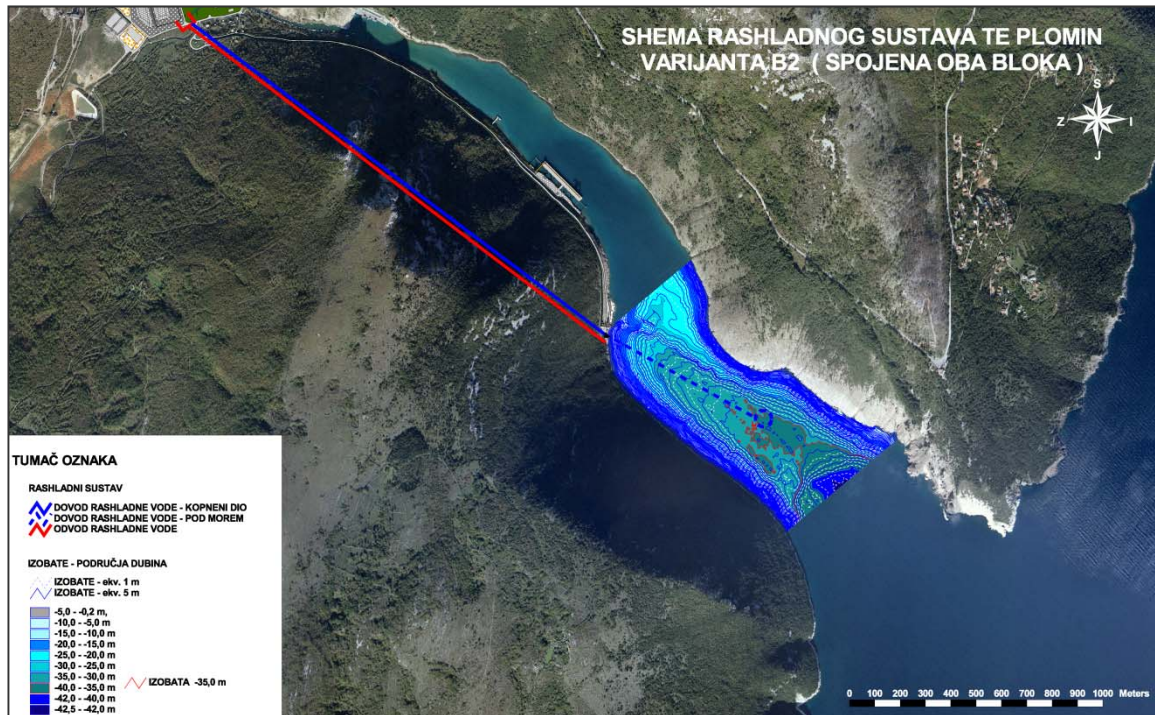 SHEMA RASHLADNOG SUSTAVA TE PLOMIN
VARIJANTA B2 ( SPOJENA OBA BLOKA )
S
Z I
J
TUMAČ OZNAKA
RASHLADNI SUSTAV
DOVOD RASHLADNE VODE - KOPNENI DIO
DOVOD RASHLADNE VODE - POD MOREM
ODVOD RASHLADNE VODE
IZOBATE - PODRUČJA DUBINA
IZOBATE - ekv. 1 m
IZOBATE - ekv. 5 m
-5,0 - -0,2 m,
-10,0 - -5,0 m
-15,0 - -10,0 m
-20,0 - -15,0 m
-25,0 - -20,0 m
-30,0 - -25,0 m
-35,0 - -30,0 m
-40,0 - -35,0 m
-42,0 - -40,0 m
-42,5 - -42,0 m
IZOBATA -35,0 m
0 100 200 300 400 500 600 700 800 900 1000 Meters